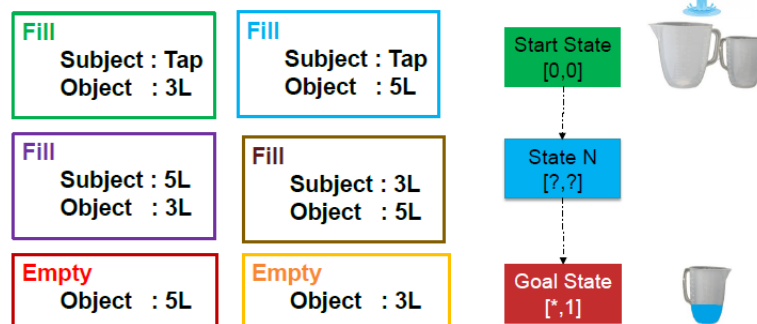 Fill
Subject : Tap
Object : 3L
Fill
Subject : Tap
Object : 5L
Fill
Subject : 5L
Object : 3L
Fill
Subject : 3L
Object : 5L
Empty
Object : 5L
Empty
Object : 3L
Start State
[0,0]
State N
[?,?]
Goal State
[*,1]